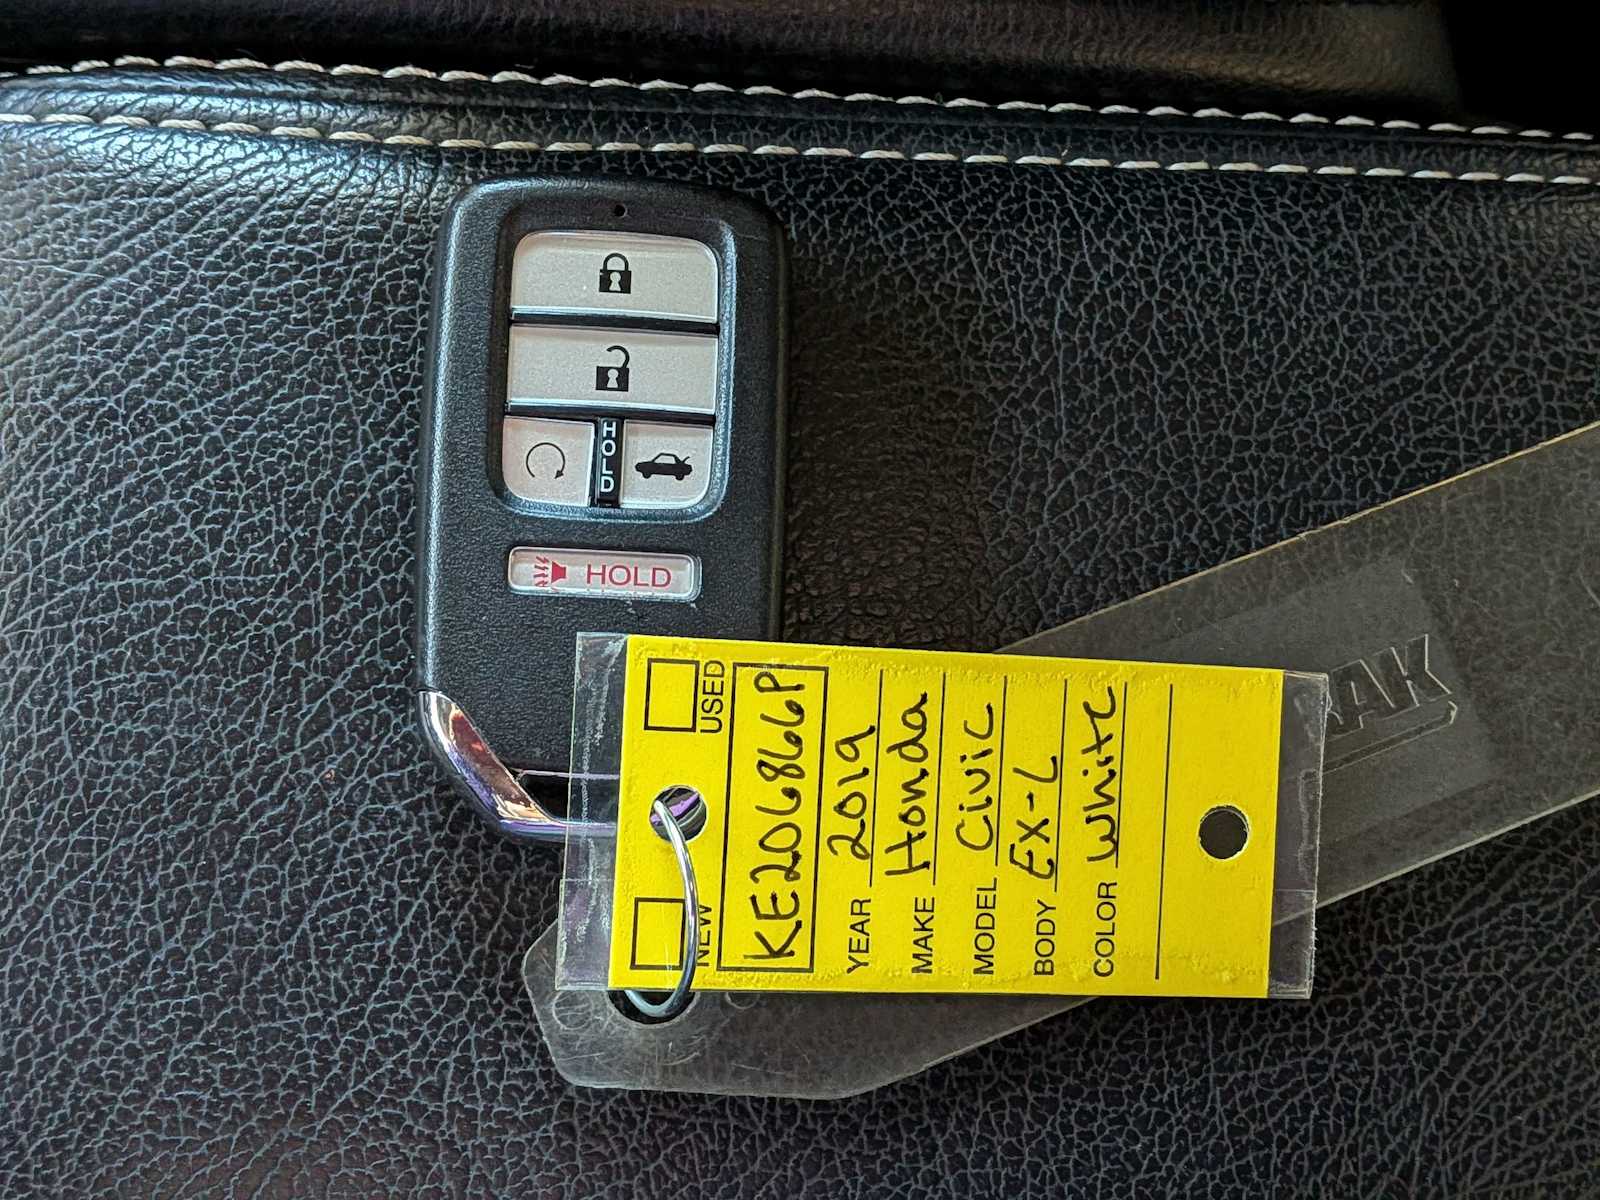 HOLD
HOLD
USED
NEW
KE206866P
YEAR 2019
MAKE Honda
MODEL Civic
BODY EX-L
COLOR White